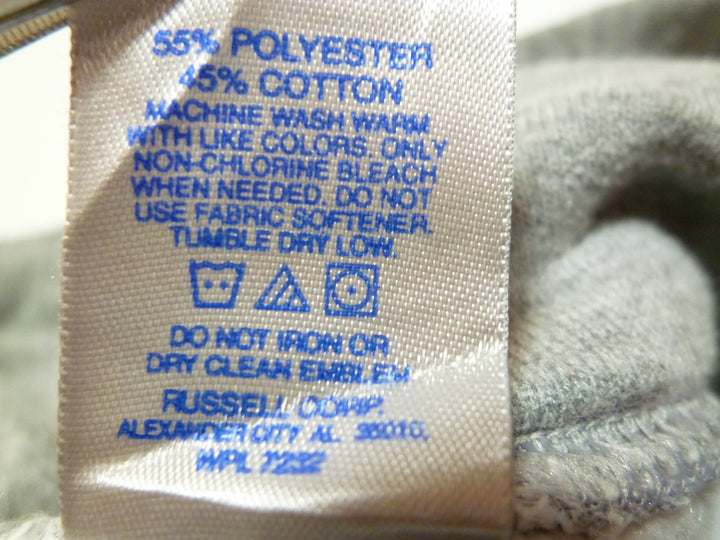 55% POLYESTER
45% COTTON
MACHINE WASH WARM
WITH LIKE COLORS. ONLY
NON-CHLORINE BLEACH
WHEN NEEDED. DO NOT
USE FABRIC SOFTENER.
TUMBLE DRY LOW.
DO NOT IRON OR
DRY CLEAN EMBLEM
RUSSELL CORP.
ALEXANDER CITY AL 36010.
WPL 7232